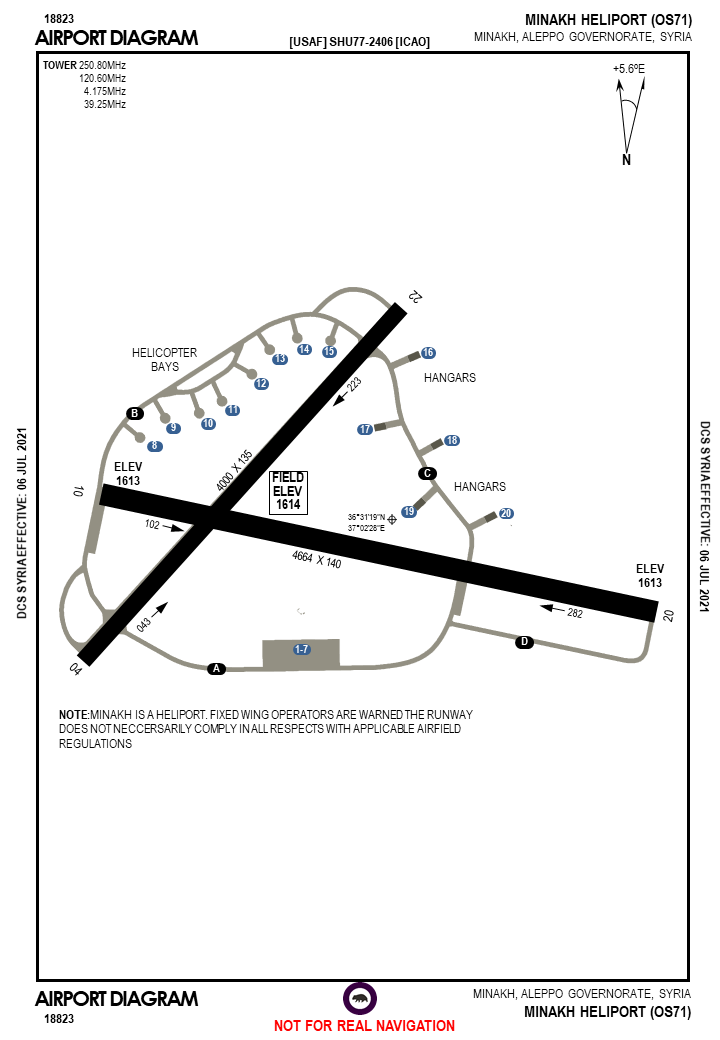 18823
MINAKH HELIPORT (OS71)
AIRPORT DIAGRAM
[USAF] SHU77-2406 [ICAO]
MINAKH, ALEPPO GOVERNORATE, SYRIA
TOWER 250.80MHz
120.60MHz
4.175MHz
39.25MHz
+5.6ºE
N
22
HELICOPTER
BAYS
13
14
15
16
HANGARS
12
223
11
10
9
B
8
17
18
4000 X 135
ELEV
1613
10
FIELD
ELEV
1614
C
HANGARS
19
20
36°31'19"N
37°02'28"E
102
4664 X 140
ELEV
1613
282
20
043
04
1-7
A
D
DCS SYRIA EFFECTIVE: 06 JUL 2021
DCS SYRIA EFFECTIVE: 06 JUL 2021
NOTE:MINAKH IS A HELIPORT. FIXED WING OPERATORS ARE WARNED THE RUNWAY
DOES NOT NECCERSARILY COMPLY IN ALL RESPECTS WITH APPLICABLE AIRFIELD
REGULATIONS
AIRPORT DIAGRAM
18823
NOT FOR REAL NAVIGATION
MINAKH, ALEPPO GOVERNORATE, SYRIA
MINAKH HELIPORT (OS71)